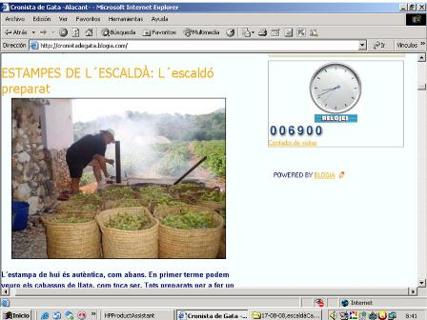 Cronista de Gata -Alacant- - Microsoft Internet Explorer
Archivo Edición Ver Favoritos Herramientas Ayuda
Atrás Búsqueda Favoritos Multimedia
Dirección http://cronistadegata.blogia.com/ Ir Vínculos »
ESTAMPES DE L´ESCALDÀ: L´escaldó
preparat
RELOJES
006900
Contador de visitas
POWERED BY BLOGIA
L´estampa de hui és autèntica, com abans. En primer terme podem
veure els cabassos de llata, com toca ser. Tots preparats per a fer un
Internet
Inicio HPProductAssistant Cronista de Gata -... 17-08-08.escaldàCa... 8:41